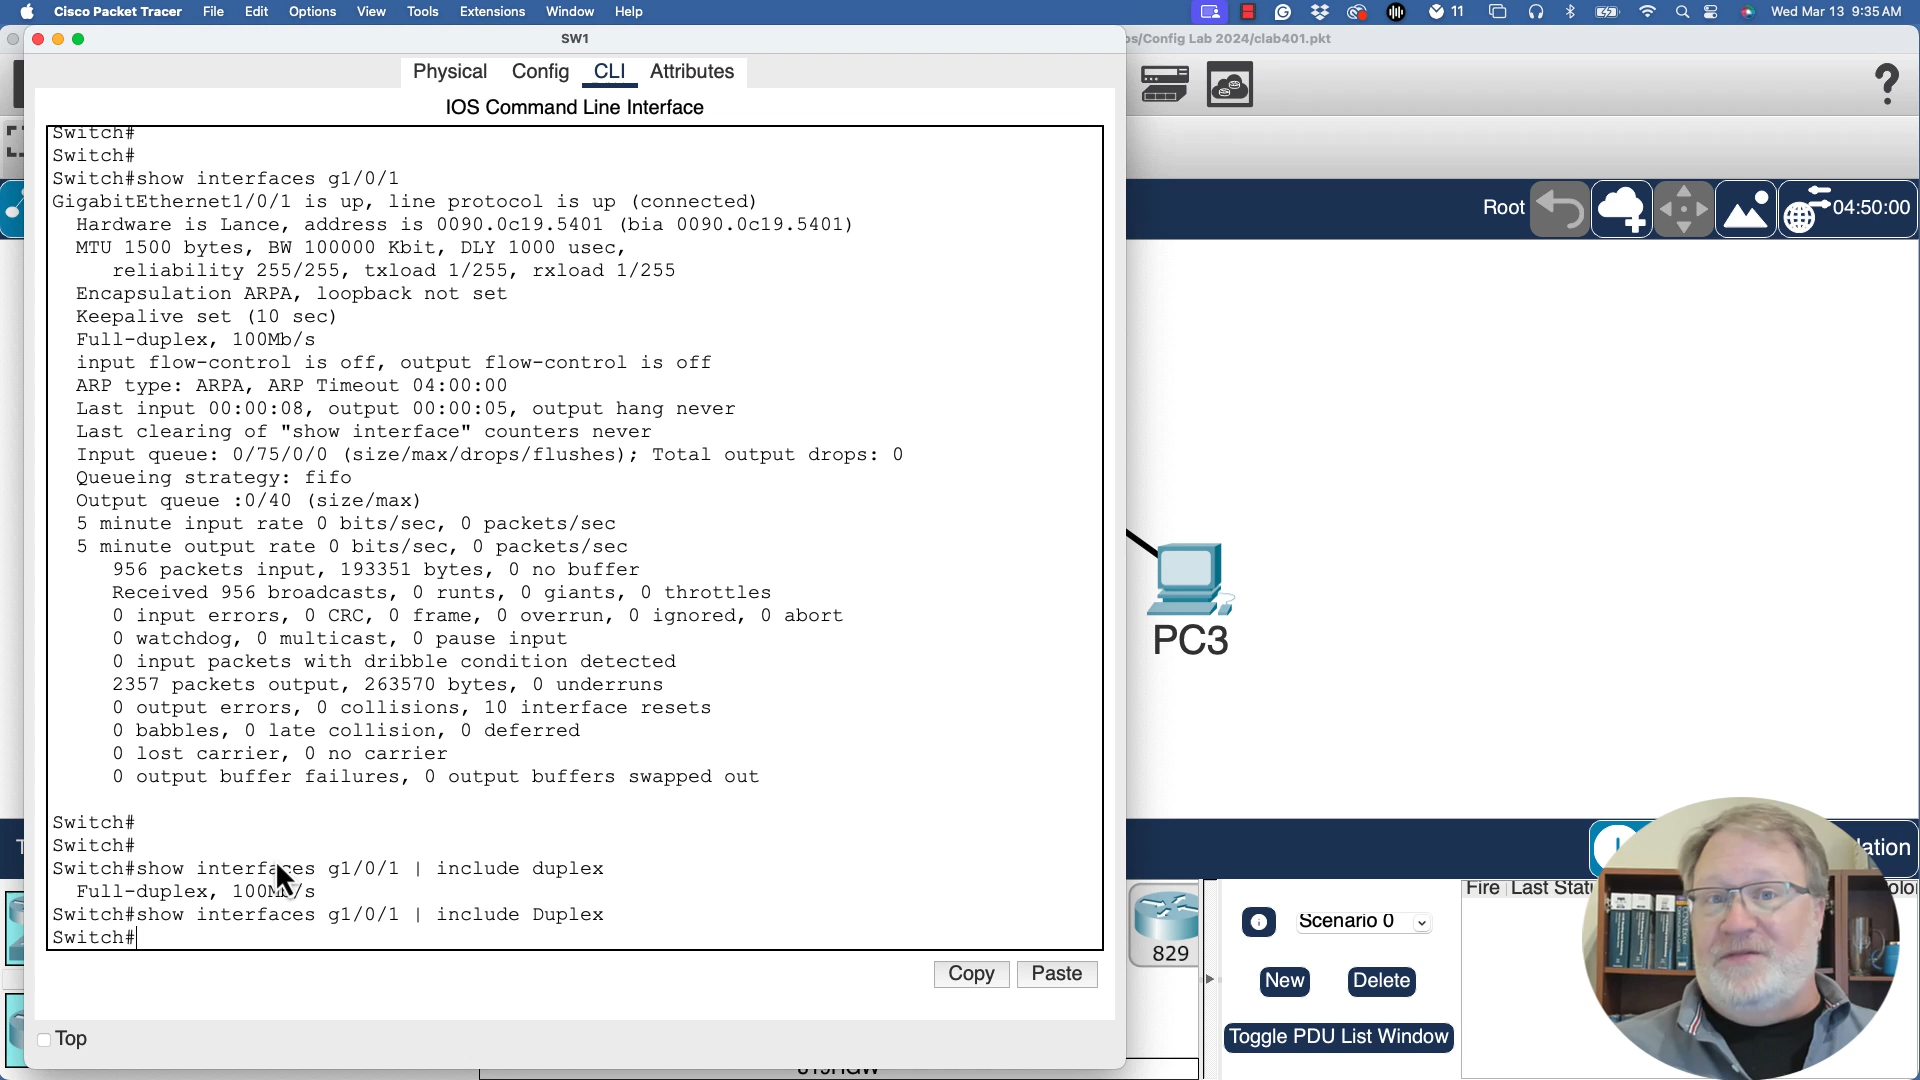 Cisco Packet Tracer File Edit Options View Tools Extensions Window Help 11 Wed Mar 13 9:35 AM
SW1
os/Config Lab 2024/clab401.pkt
Physical Config CLI Attributes
IOS Command Line Interface
Switch#
Switch#
Switch#show interfaces g1/0/1
GigabitEthernet1/0/1 is up, line protocol is up (connected)
Hardware is Lance, address is 0090.0c19.5401 (bia 0090.0c19.5401)
MTU 1500 bytes, BW 100000 Kbit, DLY 1000 usec,
reliability 255/255, txload 1/255, rxload 1/255
Encapsulation ARPA, loopback not set
Keepalive set (10 sec)
Full-duplex, 100Mb/s
input flow-control is off, output flow-control is off
ARP type: ARPA, ARP Timeout 04:00:00
Last input 00:00:08, output 00:00:05, output hang never
Last clearing of "show interface" counters never
Input queue: 0/75/0/0 (size/max/drops/flushes); Total output drops: 0
Queueing strategy: fifo
Output queue :0/40 (size/max)
5 minute input rate 0 bits/sec, 0 packets/sec
5 minute output rate 0 bits/sec, 0 packets/sec
956 packets input, 193351 bytes, 0 no buffer
Received 956 broadcasts, 0 runts, 0 giants, 0 throttles
0 input errors, 0 CRC, 0 frame, 0 overrun, 0 ignored, 0 abort
0 watchdog, 0 multicast, 0 pause input
0 input packets with dribble condition detected
2357 packets output, 263570 bytes, 0 underruns
0 output errors, 0 collisions, 10 interface resets
0 babbles, 0 late collision, 0 deferred
0 lost carrier, 0 no carrier
0 output buffer failures, 0 output buffers swapped out
Switch#
Switch#
Switch#show interfaces g1/0/1 | include duplex
Full-duplex, 100Mb/s
Switch#show interfaces g1/0/1 | include Duplex
Switch#
Copy Paste
Top
Root 04:50:00
PC3
ation
829
Scenario 0
New Delete
Toggle PDU List Window
Fire Last Stat
olor